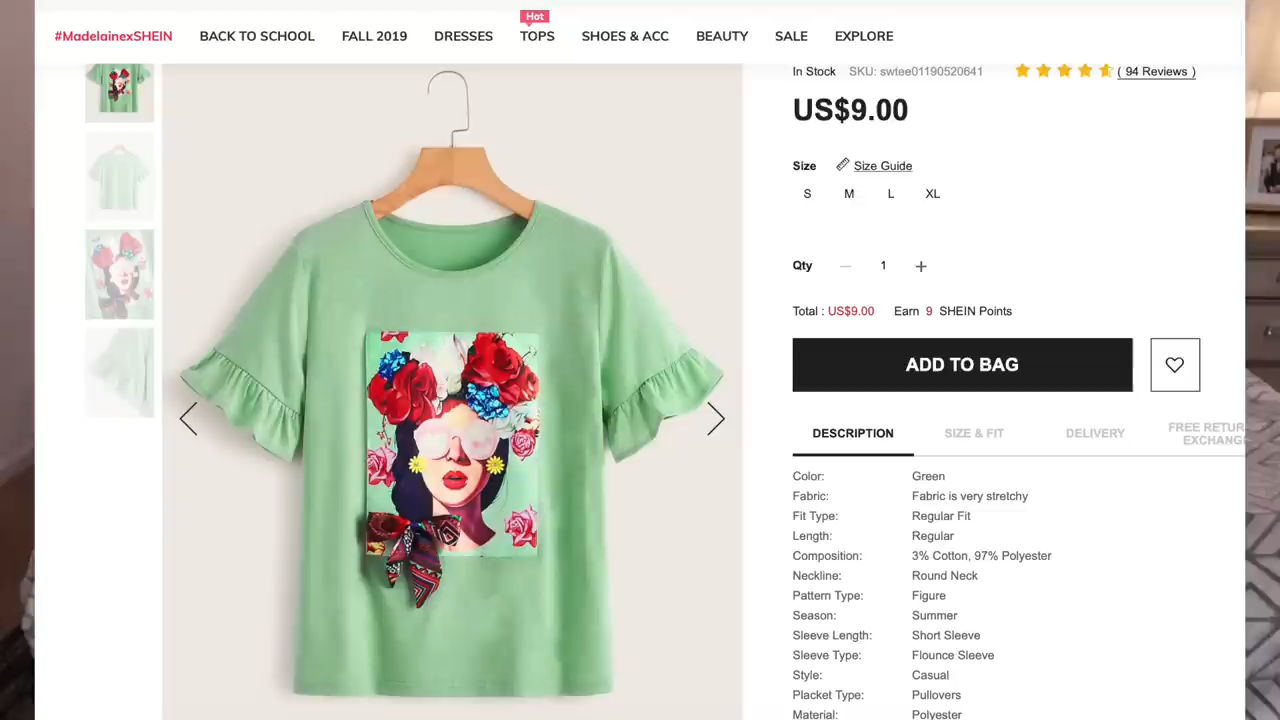 Hot
#MadelainexSHEIN BACK TO SCHOOL FALL 2019 DRESSES TOPS SHOES & ACC BEAUTY SALE EXPLORE
In Stock SKU: swtee01190520641 ( 94 Reviews )
US$9.00
Size Size Guide
S M L XL
Qty — 1 +
Total : US$9.00 Earn 9 SHEIN Points
ADD TO BAG
DESCRIPTION SIZE & FIT DELIVERY FREE RETUR
EXCHANG
Color: Green
Fabric: Fabric is very stretchy
Fit Type: Regular Fit
Length: Regular
Composition: 3% Cotton, 97% Polyester
Neckline: Round Neck
Pattern Type: Figure
Season: Summer
Sleeve Length: Short Sleeve
Sleeve Type: Flounce Sleeve
Style: Casual
Placket Type: Pullovers
Material: Polyester